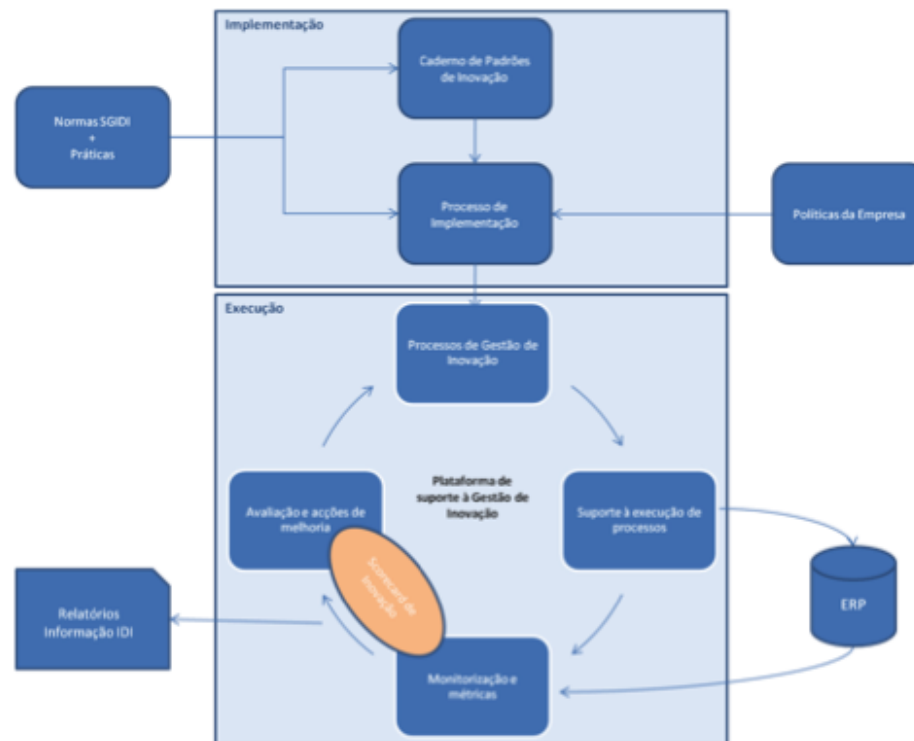 Implementação
Caderno de Padrões
de Inovação
Normas SGIDI
+
Práticas
Processo de
Implementação
Políticas da Empresa
Execução
Processos de Gestão de
Inovação
Plataforma de
suporte à Gestão de
Inovação
Avaliação e acções de
melhoria
Suporte à execução de
processos
Scorecard de
Inovação
Relatórios
Informação IDI
ERP
Monitorização e
métricas